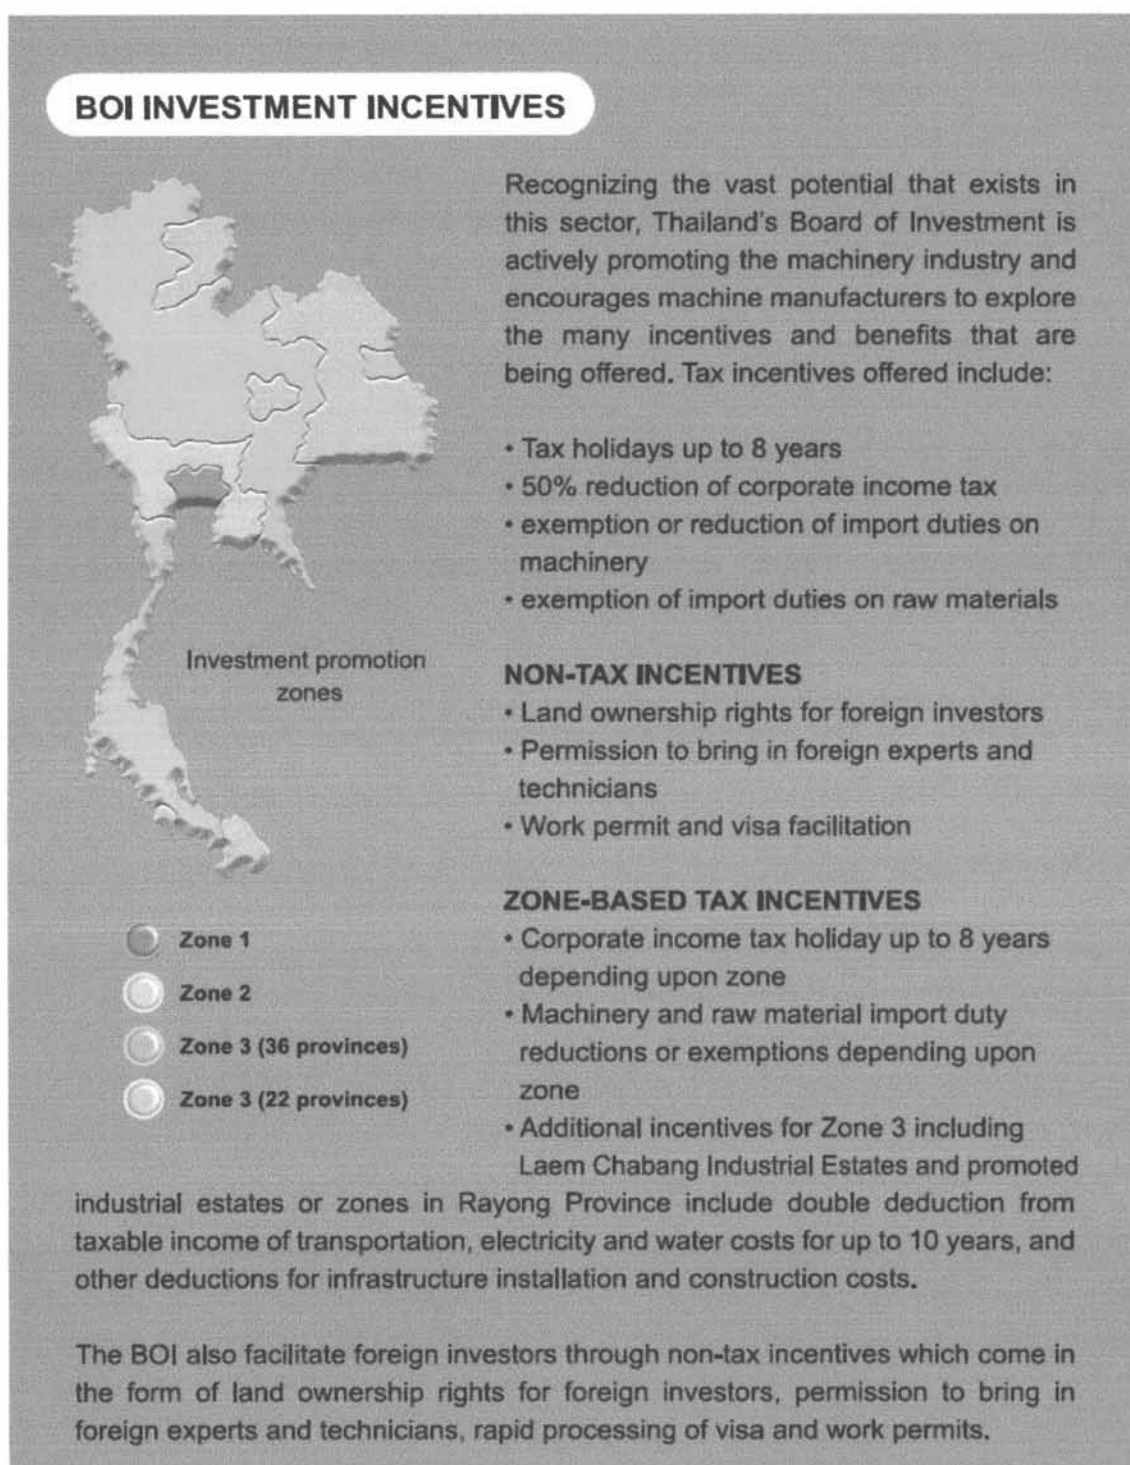 BOI INVESTMENT INCENTIVES
Recognizing the vast potential that exists in
this sector, Thailand's Board of Investment is
actively promoting the machinery industry and
encourages machine manufacturers to explore
the many incentives and benefits that are
being offered. Tax incentives offered include:
• Tax holidays up to 8 years
• 50% reduction of corporate income tax
• exemption or reduction of import duties on
machinery
• exemption of import duties on raw materials
Investment promotion
zones
NON-TAX INCENTIVES
• Land ownership rights for foreign investors
• Permission to bring in foreign experts and
technicians
• Work permit and visa facilitation
Zone 1
Zone 2
Zone 3 (36 provinces)
Zone 3 (22 provinces)
ZONE-BASED TAX INCENTIVES
• Corporate income tax holiday up to 8 years
depending upon zone
• Machinery and raw material import duty
reductions or exemptions depending upon
zone
• Additional incentives for Zone 3 including
Laem Chabang Industrial Estates and promoted
industrial estates or zones in Rayong Province include double deduction from
taxable income of transportation, electricity and water costs for up to 10 years, and
other deductions for infrastructure installation and construction costs.
The BOI also facilitate foreign investors through non-tax incentives which come in
the form of land ownership rights for foreign investors, permission to bring in
foreign experts and technicians, rapid processing of visa and work permits.